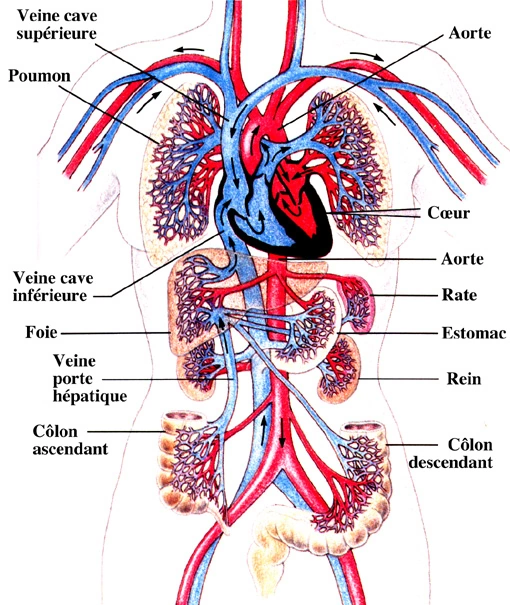 Veine cave
supérieure
Aorte
Poumon
Cœur
Veine cave
inférieure
Aorte
Rate
Foie
Estomac
Veine
porte
hépatique
Rein
Côlon
ascendant
Côlon
descendant